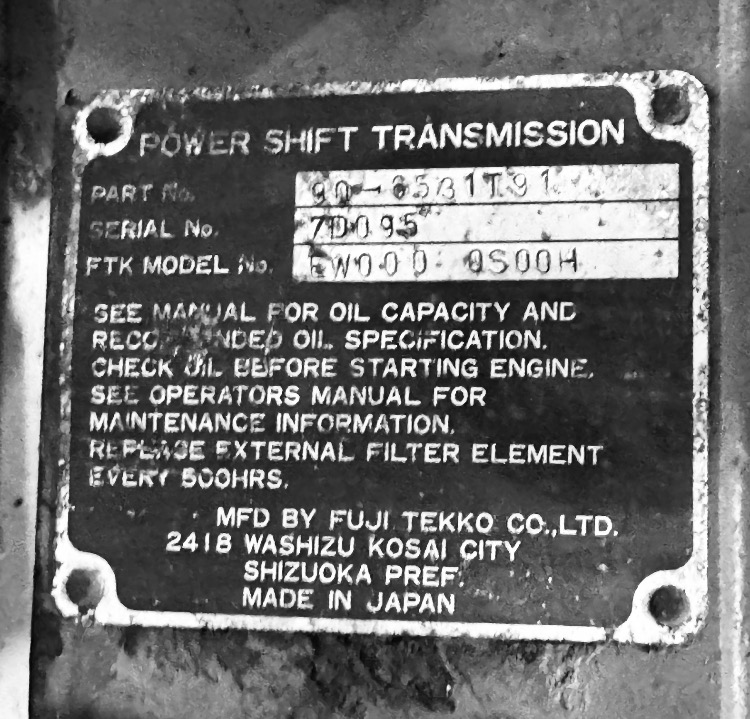 POWER SHIFT TRANSMISSION
PART No.
SERIAL No. 7D095
FTK MODEL No.
SEE MANUAL FOR OIL CAPACITY AND
RECOMMENDED OIL SPECIFICATION.
CHECK OIL BEFORE STARTING ENGINE.
SEE OPERATORS MANUAL FOR
MAINTENANCE INFORMATION.
REPLACE EXTERNAL FILTER ELEMENT
EVERY 500HRS.
MFD BY FUJI TEKKO CO.,LTD.
2418 WASHIZU KOSAI CITY
SHIZUOKA PREF.
MADE IN JAPAN